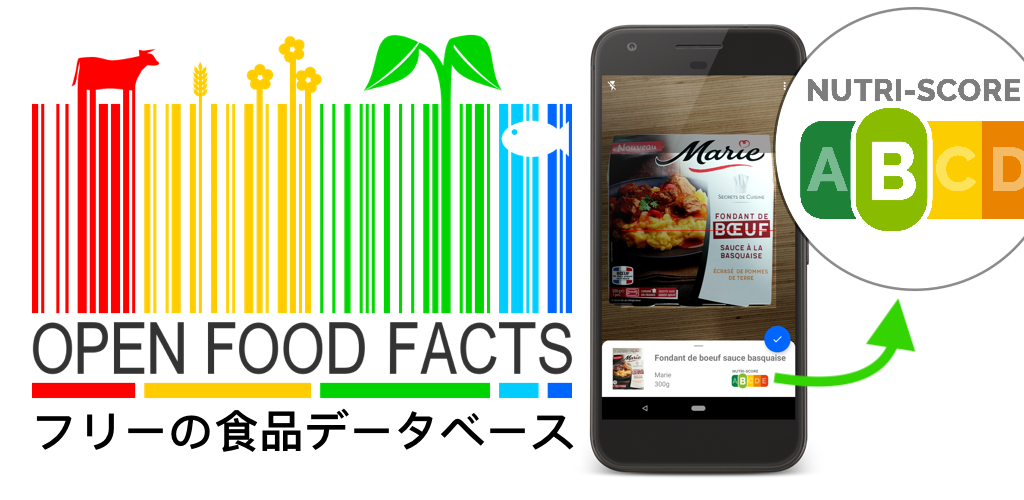 OPEN FOOD FACTS
フリーの食品データベース
Nouveau
Marie
SECRETS DE CUISINE
FONDANT DE
BŒUF
SAUCE À LA
BASQUAISE
ÉCRASÉ DE POMMES
DE TERRE
Fondant de boeuf sauce basquaise
Marie
300g
NUTRI-SCORE
A B C D E
NUTRI-SCORE
A B C D